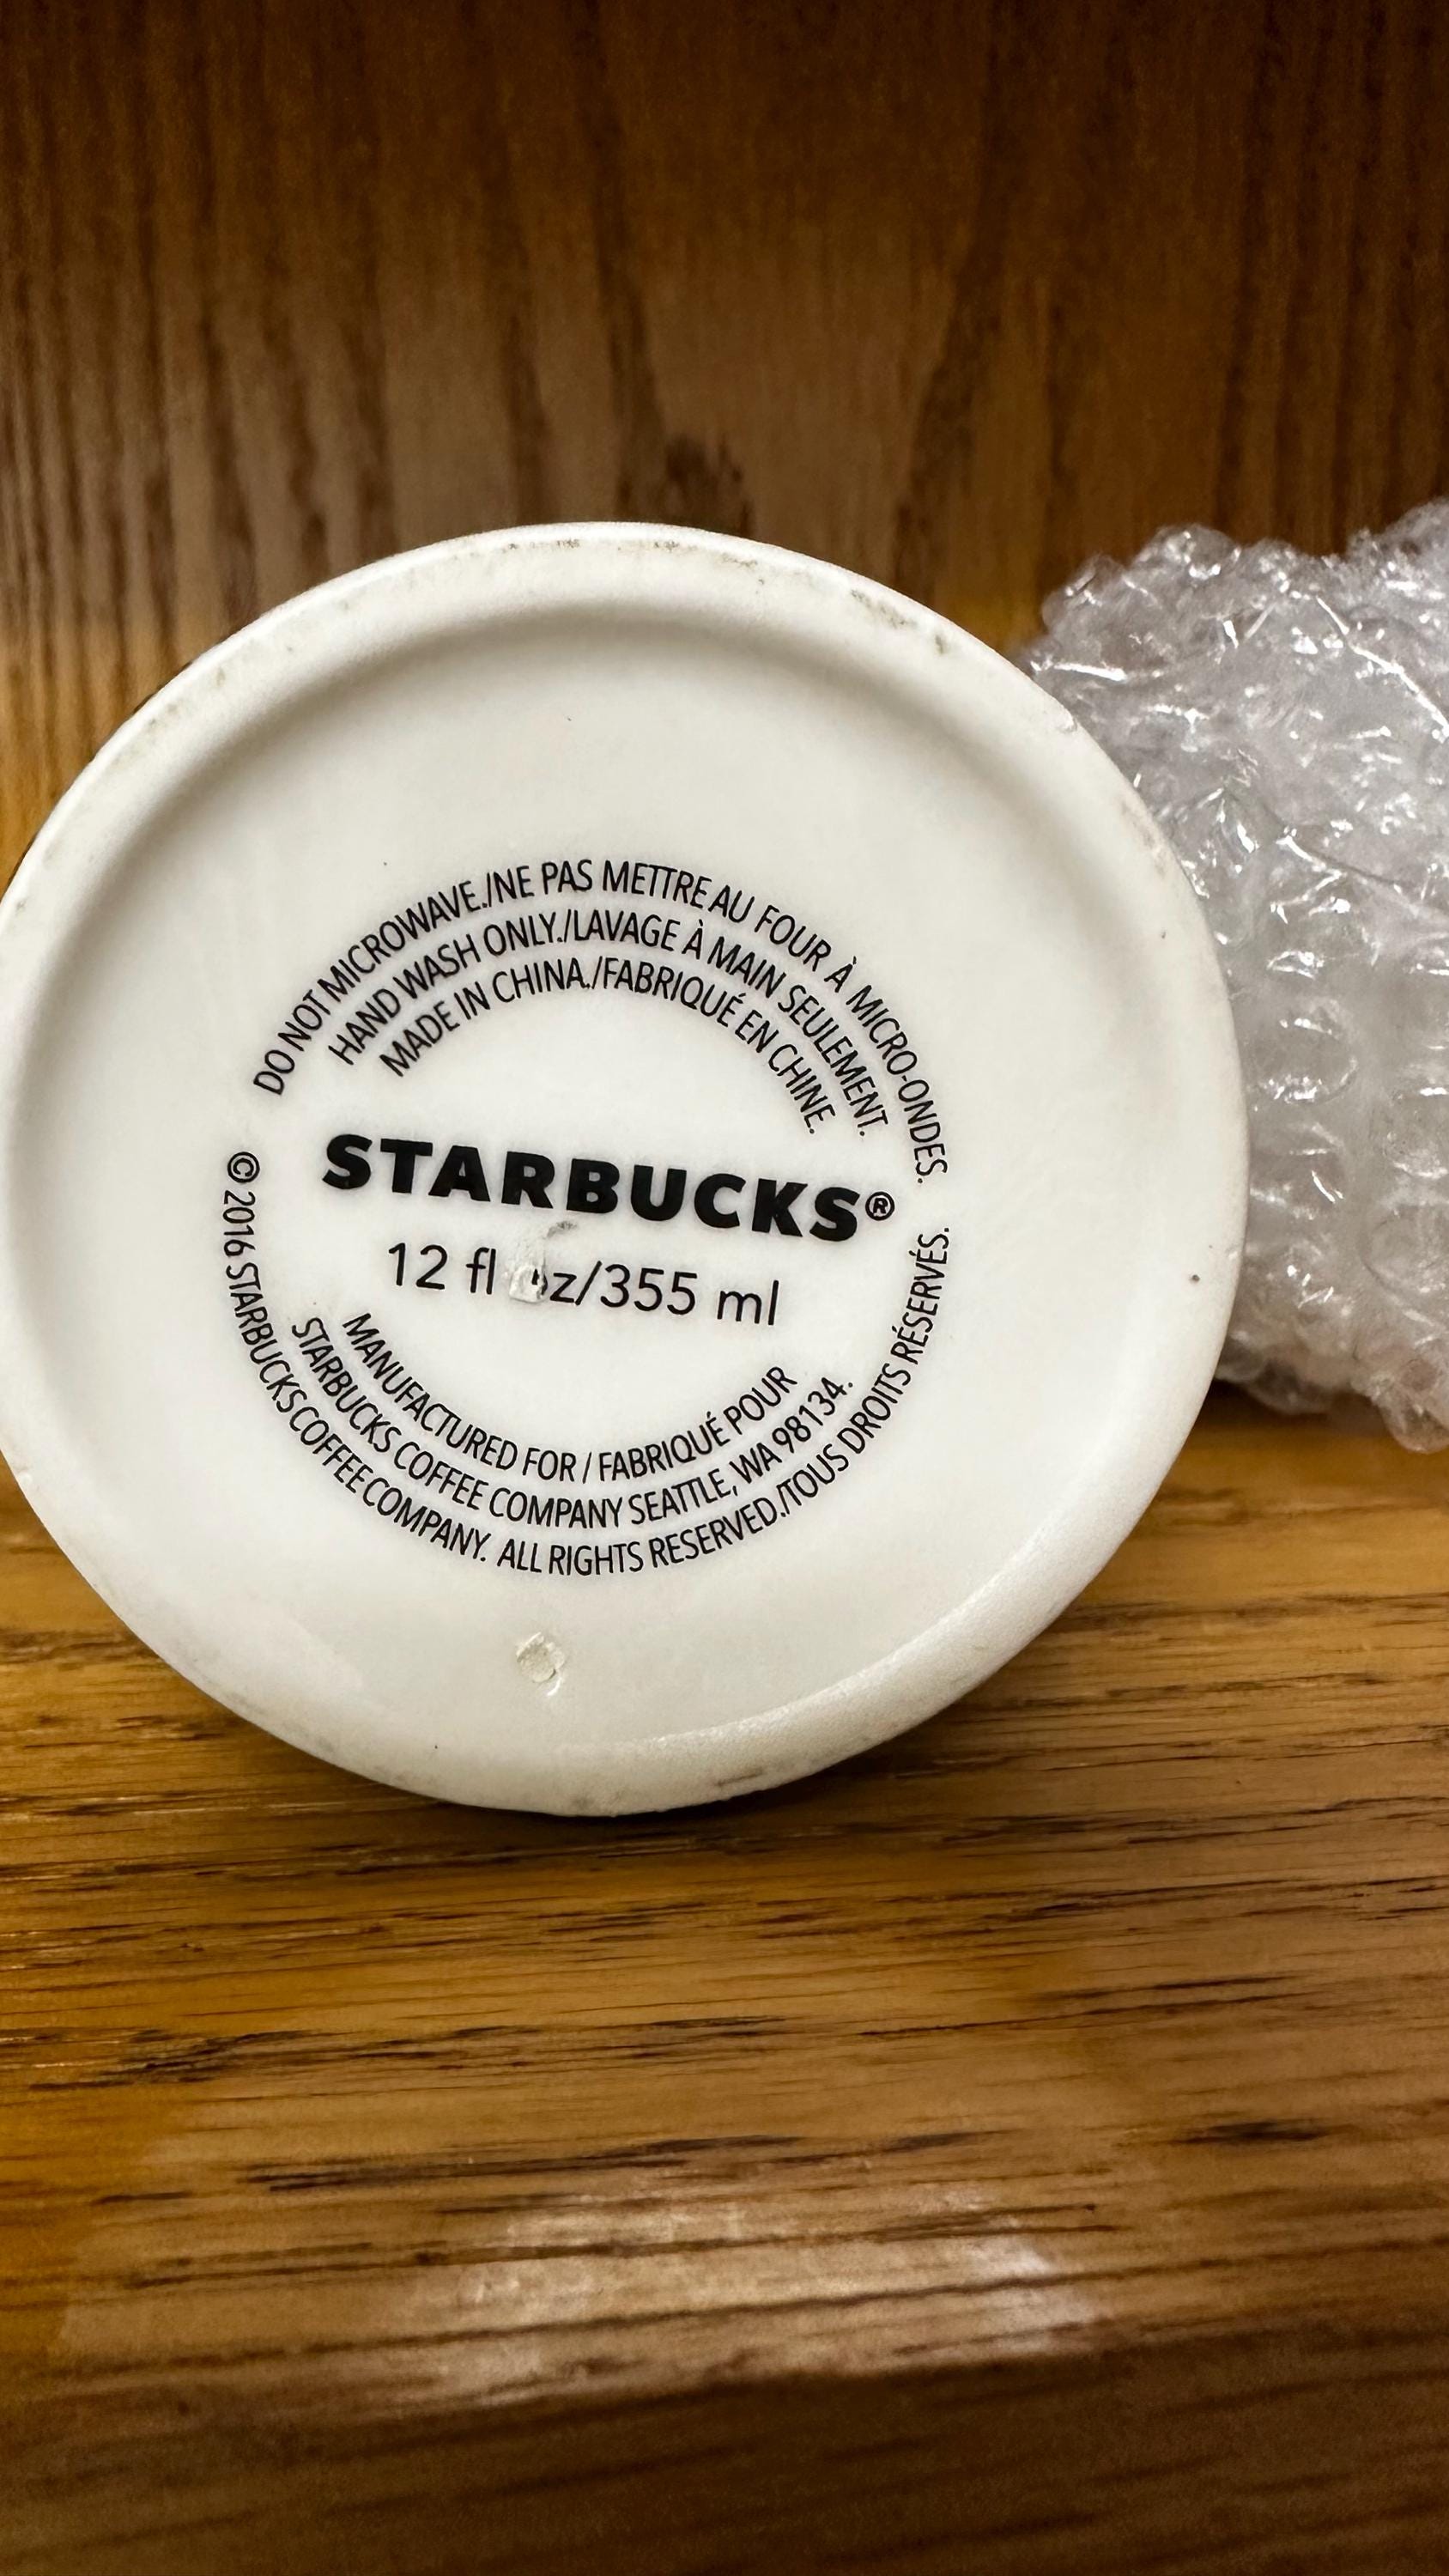 DO NOT MICROWAVE./NE PAS METTRE AU FOUR À MICRO-ONDES.
HAND WASH ONLY./LAVAGE À MAIN SEULEMENT.
MADE IN CHINA./FABRIQUÉ EN CHINE.
STARBUCKS®
12 fl oz/355 ml
MANUFACTURED FOR / FABRIQUÉ POUR
STARBUCKS COFFEE COMPANY SEATTLE, WA 98134.
© 2016 STARBUCKS COFFEE COMPANY. ALL RIGHTS RESERVED./TOUS DROITS RÉSERVÉS.